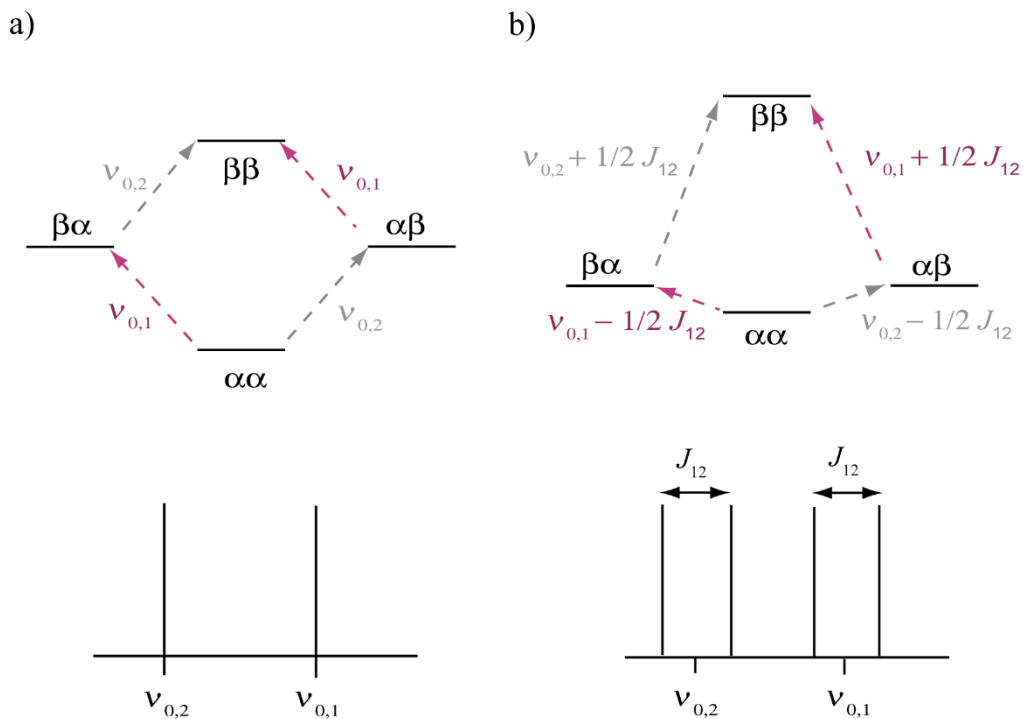 a)
ββ
ν0,2
ν0,1
βα
αβ
ν0,1
ν0,2
αα
ν0,2
ν0,1
b)
ββ
ν0,2 + 1/2 J12
ν0,1 + 1/2 J12
βα
αβ
ν0,1 − 1/2 J12
αα
ν0,2 − 1/2 J12
J12
J12
ν0,2
ν0,1